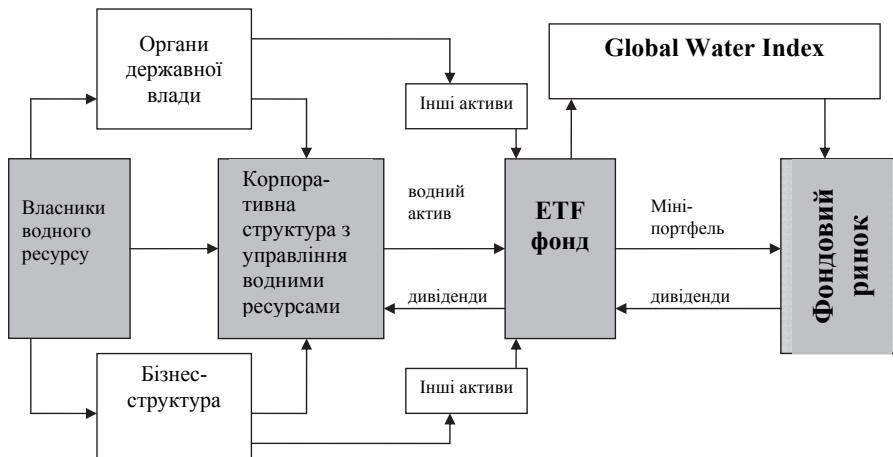 Органи
державної
влади
Global Water Index
Інші активи
Власники
водного
ресурсу
Корпора-
тивна
структура з
управління
водними
ресурсами
водний
актив
дивіденди
ETF
фонд
Міні-
портфель
дивіденди
Фондовий
ринок
Бізнес-
структура
Інші активи